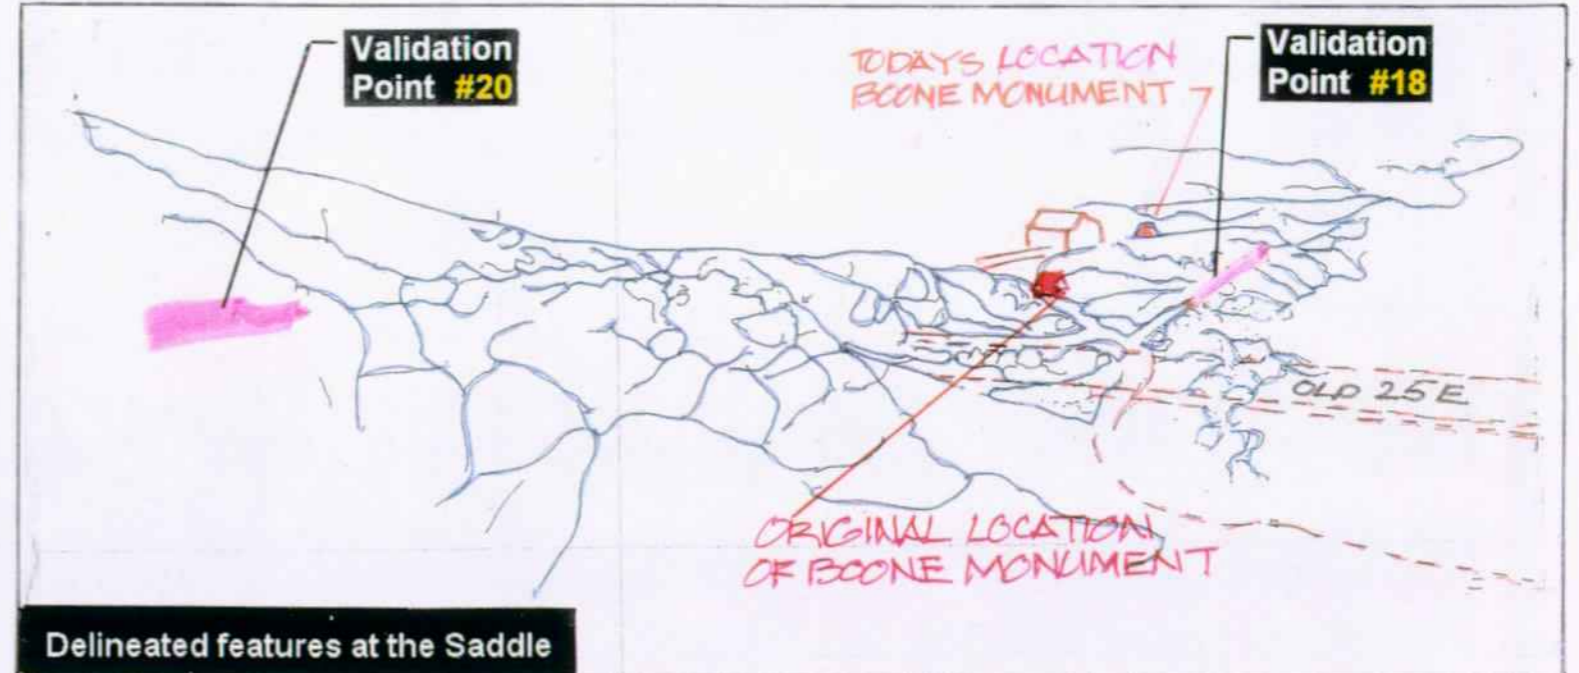 Validation
Point #20
TODAYS LOCATION
BOONE MONUMENT
Validation
Point #18
OLD 25E
ORIGINAL LOCATION
OF BOONE MONUMENT
Delineated features at the Saddle